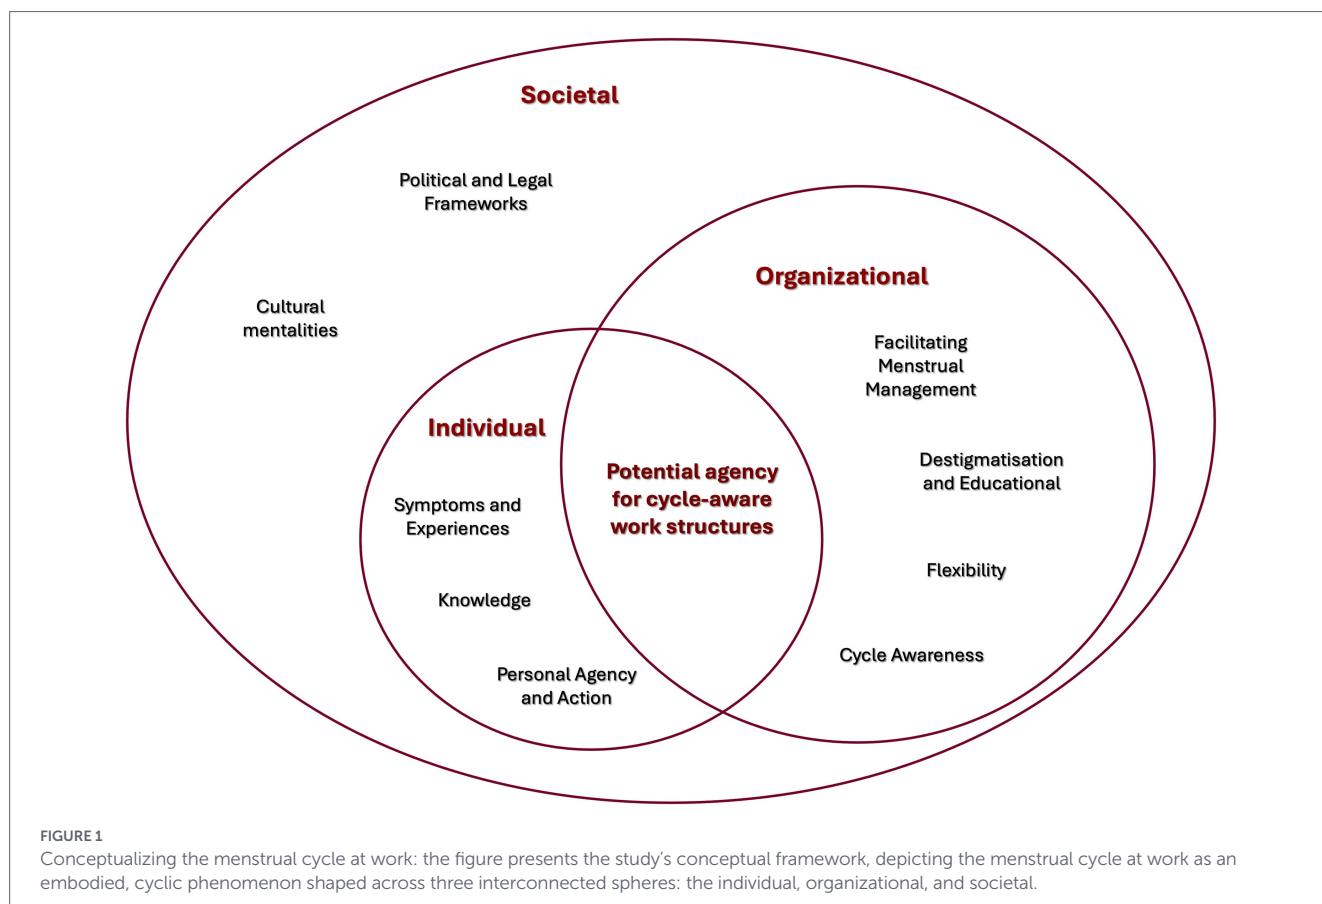 Societal
Political and Legal
Frameworks
Cultural
mentalities
Organizational
Facilitating
Menstrual
Management
Destigmatisation
and Educational
Flexibility
Cycle Awareness
Individual
Symptoms and
Experiences
Knowledge
Personal Agency
and Action
Potential agency
for cycle-aware
work structures
FIGURE 1
Conceptualizing the menstrual cycle at work: the figure presents the study's conceptual framework, depicting the menstrual cycle at work as an
embodied, cyclic phenomenon shaped across three interconnected spheres: the individual, organizational, and societal.